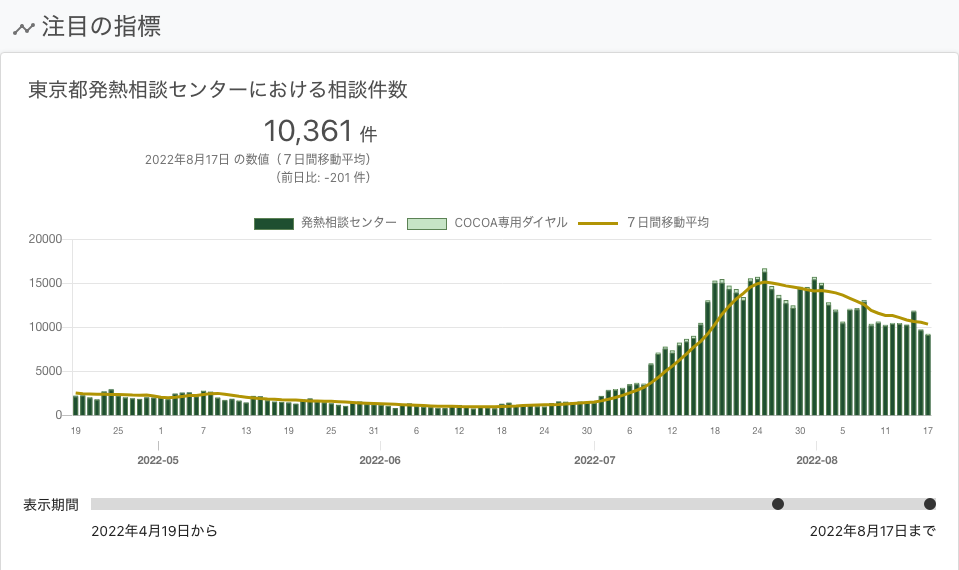 注目の指標
東京都発熱相談センターにおける相談件数
10,361 件
2022年8月17日 の数値（７日間移動平均）
（前日比: -201 件）
発熱相談センター COCOA専用ダイヤル ７日間移動平均
20000
15000
10000
5000
0
19 25 1 7 13 19 25 31 6 12 18 24 30 6 12 18 24 30 5 11 17
2022-05 2022-06 2022-07 2022-08
表示期間
2022年4月19日から 2022年8月17日まで